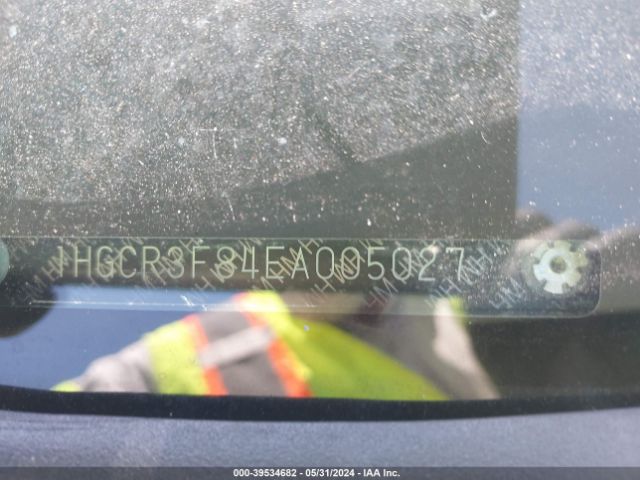 1HGCR3F84EA005027
000-39534682 - 05/31/2024 - IAA Inc.